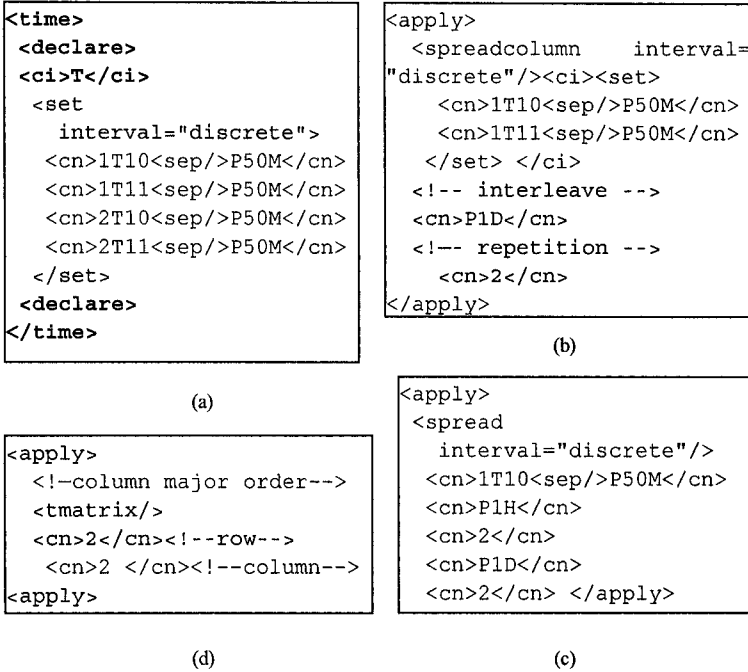 <time>
<declare>
<ci>T</ci>
<set
interval="discrete">
<cn>1T10<sep/>P50M</cn>
<cn>1T11<sep/>P50M</cn>
<cn>2T10<sep/>P50M</cn>
<cn>2T11<sep/>P50M</cn>
</set>
<declare>
</time>
(a)
<apply>
<spreadcolumn interval=
"discrete"/><ci><set>
<cn>1T10<sep/>P50M</cn>
<cn>1T11<sep/>P50M</cn>
</set> </ci>
<!-- interleave -->
<cn>P1D</cn>
<!–- repetition -->
<cn>2</cn>
</apply>
(b)
<apply>
<!—column major order-->
<tmatrix/>
<cn>2</cn><!--row-->
<cn>2 </cn><!--column-->
<apply>
(d)
<apply>
<spread
interval="discrete"/>
<cn>1T10<sep/>P50M</cn>
<cn>P1H</cn>
<cn>2</cn>
<cn>P1D</cn>
<cn>2</cn> </apply>
(c)